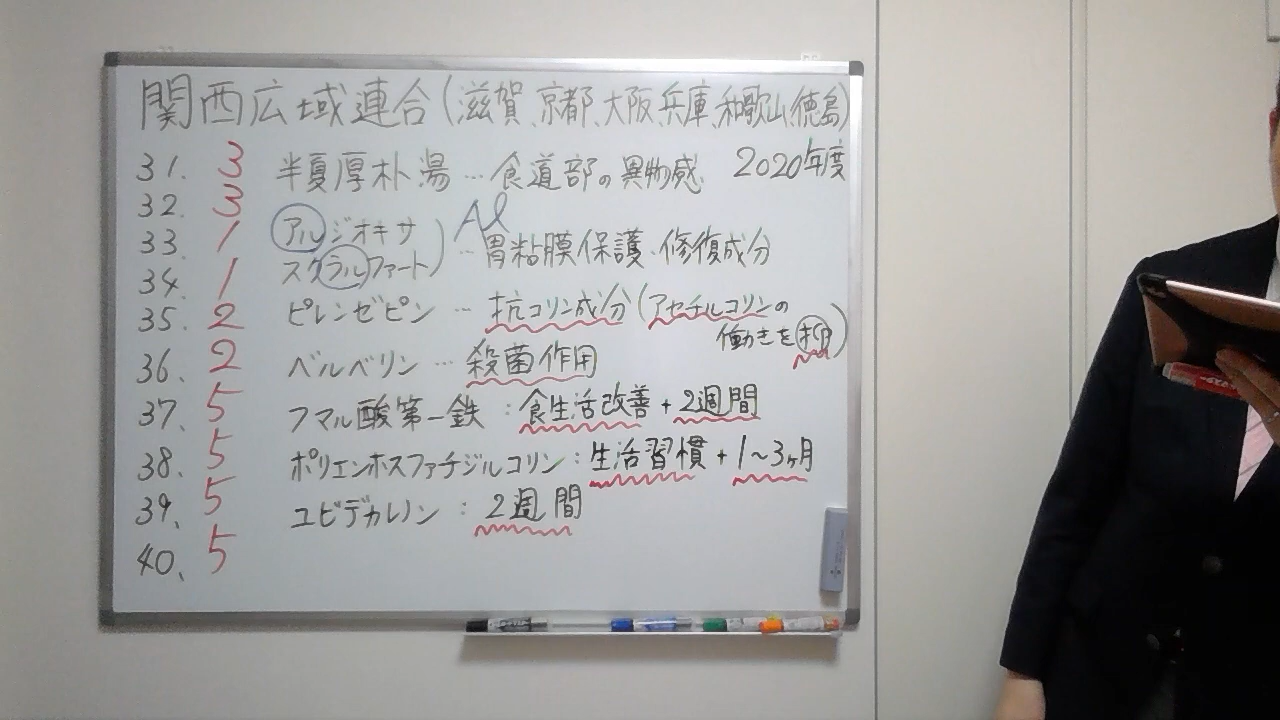 関西広域連合(滋賀、京都、大阪、兵庫、和歌山、徳島)
2020年度
31. 3 半夏厚朴湯…食道部の異物感
32. 3
33. 1 アルジオキサ
34. 1 スクラルファート) Al …胃粘膜保護・修復成分
35. 2 ピレンゼピン…抗コリン成分(アセチルコリンの
働きを抑)
36. 2 ベルベリン…殺菌作用
37. 5 フマル酸第一鉄:食生活改善+2週間
38. 5 ポリエンホスファチジルコリン:生活習慣+1~3ヶ月
39. 5 ユビデカレノン:2週間
40. 5